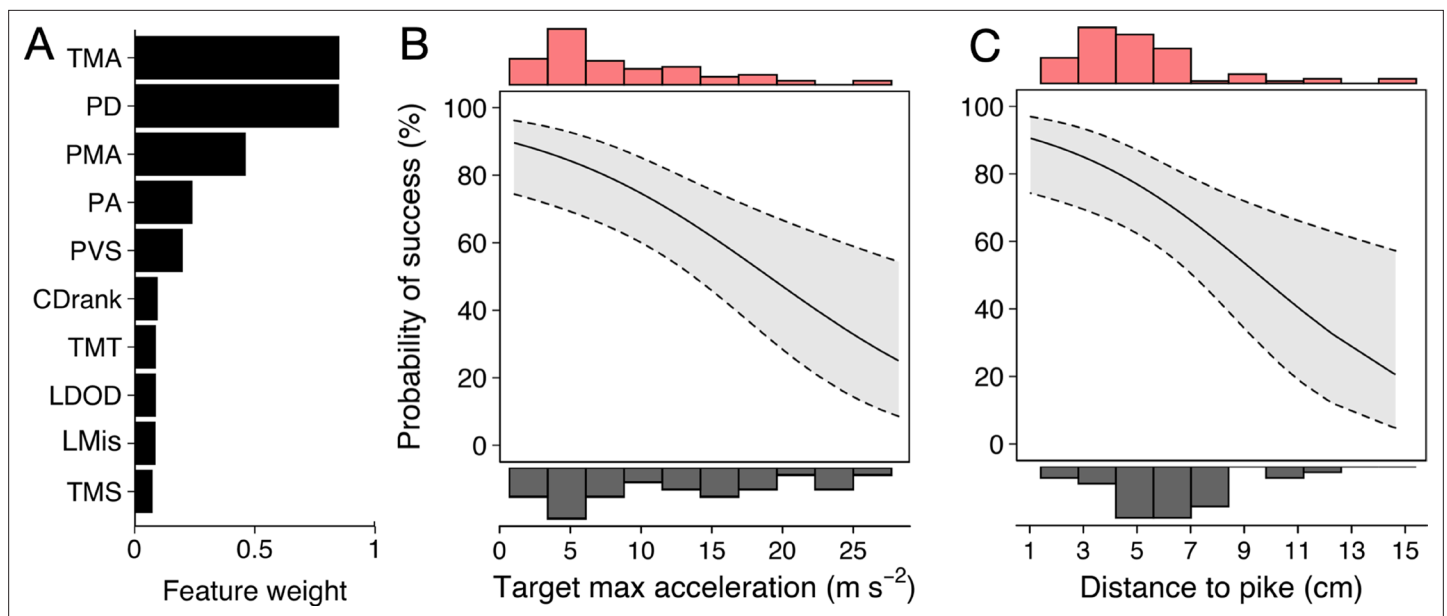 A
TMA
PD
PMA
PA
PVS
CDrank
TMT
LDOD
LMis
TMS
0 0.5 1
Feature weight
B
Probability of success (%)
100
80
60
40
20
0
0 5 10 15 20 25
Target max acceleration (m s⁻²)
C
100
80
60
40
20
0
1 3 5 7 9 11 13 15
Distance to pike (cm)